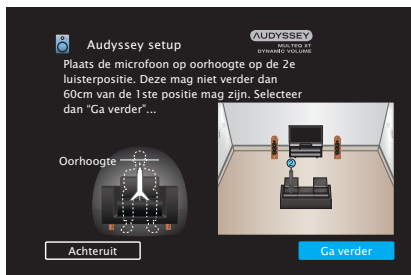 Audyssey setup
AUDYSSEY
MULTEQ XT
DYNAMIC VOLUME
Plaats de microfoon op oorhoogte op de 2e
luisterpositie. Deze mag niet verder dan
60cm van de 1ste positie mag zijn. Selecteer
dan "Ga verder"...
Oorhoogte
2
Achteruit
Ga verder